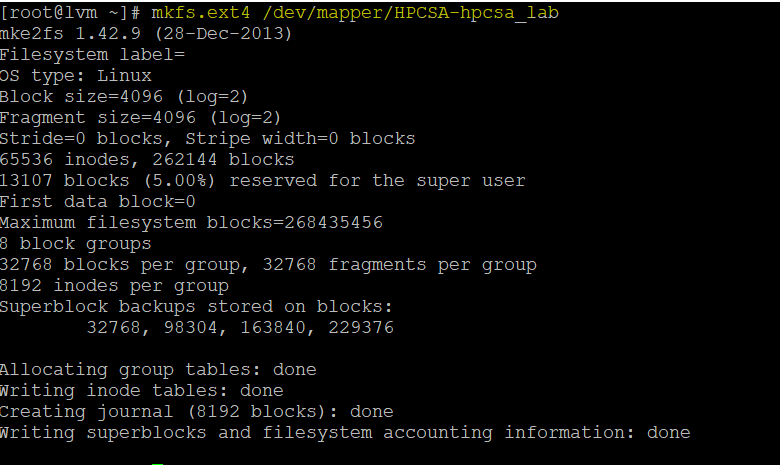 [root@lvm ~]# mkfs.ext4 /dev/mapper/HPCSA-hpcsa_lab
mke2fs 1.42.9 (28-Dec-2013)
Filesystem label=
OS type: Linux
Block size=4096 (log=2)
Fragment size=4096 (log=2)
Stride=0 blocks, Stripe width=0 blocks
65536 inodes, 262144 blocks
13107 blocks (5.00%) reserved for the super user
First data block=0
Maximum filesystem blocks=268435456
8 block groups
32768 blocks per group, 32768 fragments per group
8192 inodes per group
Superblock backups stored on blocks:
        32768, 98304, 163840, 229376

Allocating group tables: done
Writing inode tables: done
Creating journal (8192 blocks): done
Writing superblocks and filesystem accounting information: done